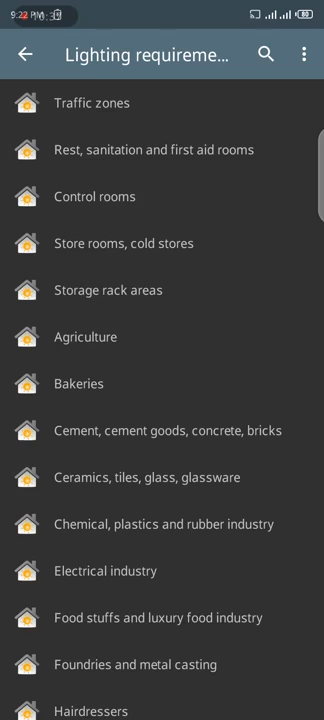 9:22 PM
Lighting requireme...
Traffic zones
Rest, sanitation and first aid rooms
Control rooms
Store rooms, cold stores
Storage rack areas
Agriculture
Bakeries
Cement, cement goods, concrete, bricks
Ceramics, tiles, glass, glassware
Chemical, plastics and rubber industry
Electrical industry
Food stuffs and luxury food industry
Foundries and metal casting
Hairdressers